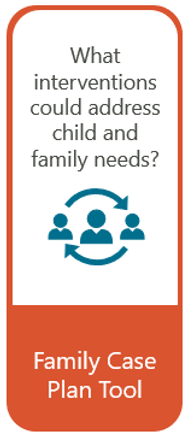 What
interventions
could address
child and
family needs?
Family Case
Plan Tool